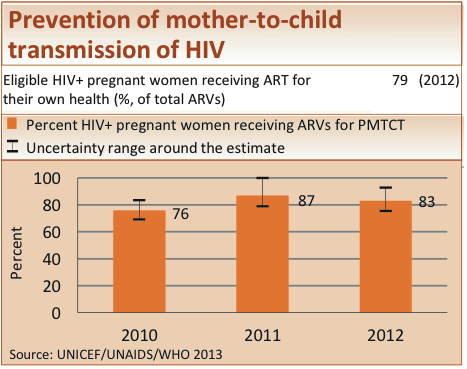 Prevention of mother-to-child
transmission of HIV
Eligible HIV+ pregnant women receiving ART for 79 (2012)
their own health (%, of total ARVs)
Percent HIV+ pregnant women receiving ARVs for PMTCT
Uncertainty range around the estimate
100
80
60
40
20
0
Percent
76
87
83
2010 2011 2012
Source: UNICEF/UNAIDS/WHO 2013